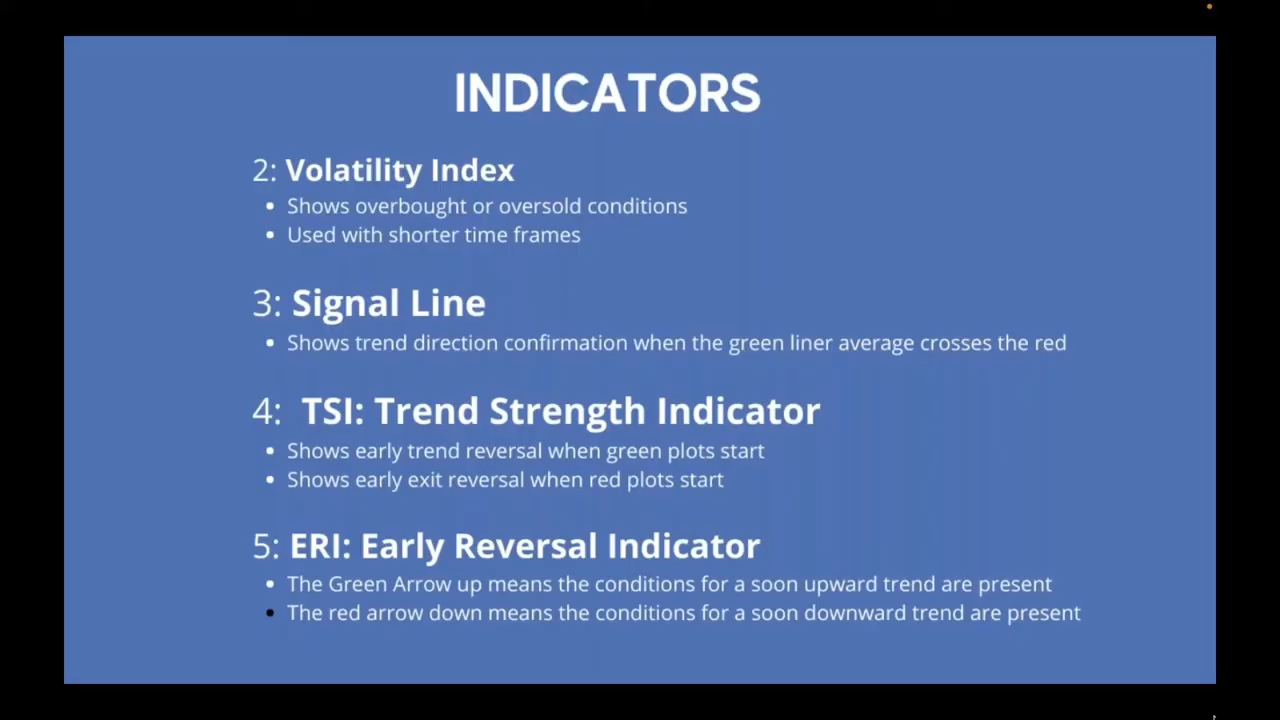 INDICATORS
2: Volatility Index
• Shows overbought or oversold conditions
• Used with shorter time frames
3: Signal Line
• Shows trend direction confirmation when the green liner average crosses the red
4: TSI: Trend Strength Indicator
• Shows early trend reversal when green plots start
• Shows early exit reversal when red plots start
5: ERI: Early Reversal Indicator
• The Green Arrow up means the conditions for a soon upward trend are present
• The red arrow down means the conditions for a soon downward trend are present